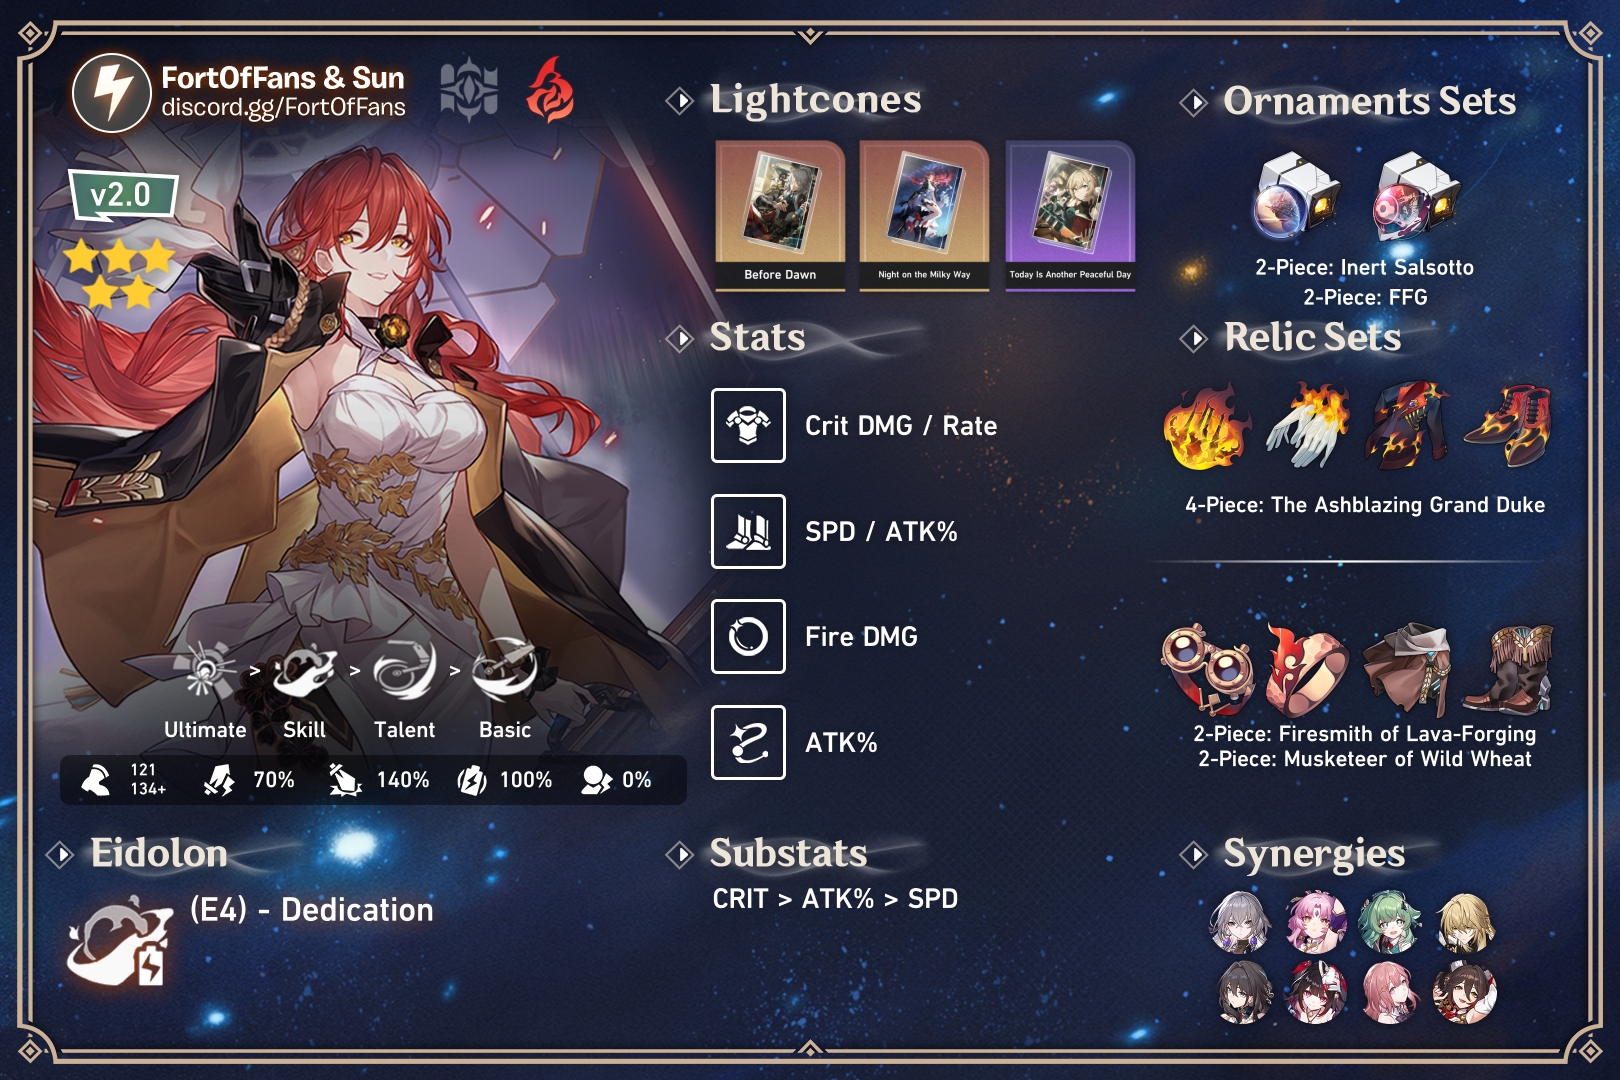 FortOfFans & Sun
discord.gg/FortOfFans
v2.0
Ultimate > Skill > Talent > Basic
121
134+
70%
140%
100%
0%
Eidolon
(E4) - Dedication
Lightcones
Before Dawn
Night on the Milky Way
Today Is Another Peaceful Day
Stats
Crit DMG / Rate
SPD / ATK%
Fire DMG
ATK%
Substats
CRIT > ATK% > SPD
Ornaments Sets
2-Piece: Inert Salsotto
2-Piece: FFG
Relic Sets
4-Piece: The Ashblazing Grand Duke
2-Piece: Firesmith of Lava-Forging
2-Piece: Musketeer of Wild Wheat
Synergies